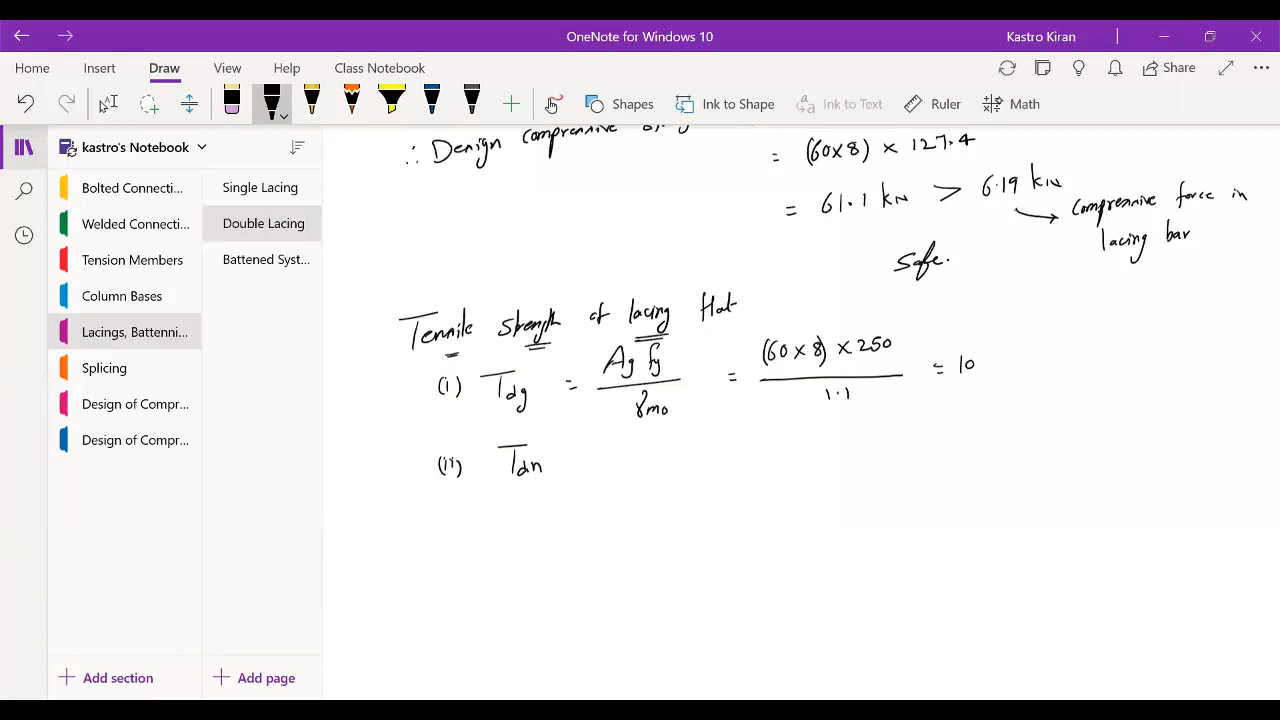 OneNote for Windows 10
Kastro Kiran
Home Insert Draw View Help Class Notebook
Share
Shapes Ink to Shape Ink to Text Ruler Math
kastro's Notebook
Bolted Connecti...
Welded Connecti...
Tension Members
Column Bases
Lacings, Battenni...
Splicing
Design of Compr...
Design of Compr...
Add section
Single Lacing
Double Lacing
Battened Syst...
Add page
∴ Design compressive
= (60x8) x 127.4
= 61.1 kN > 6.19 kN
→ compressive force in
lacing bar
Safe.
Tensile strength of lacing flat
(i) Tdg = Ag fy / γmo = (60x8) x 250 / 1.1 = 10
(ii) Tdn